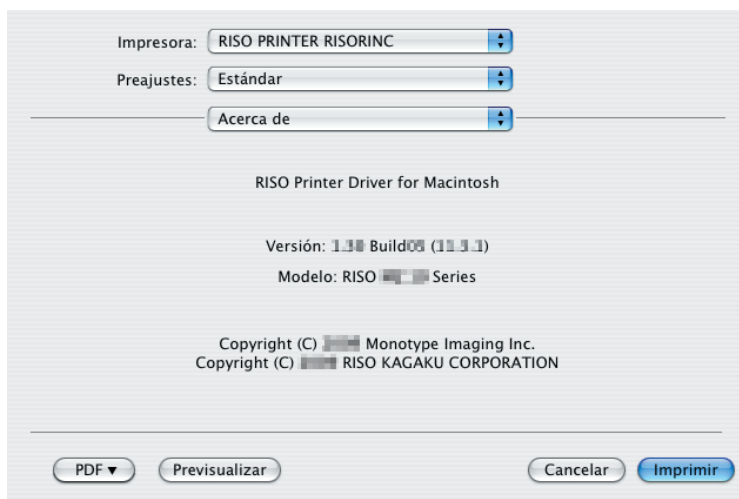 Impresora: RISO PRINTER RISORINC
Preajustes: Estándar
Acerca de
RISO Printer Driver for Macintosh
Versión: Build
Modelo: RISO Series
Copyright (C) Monotype Imaging Inc.
Copyright (C) RISO KAGAKU CORPORATION
PDF ▼ Previsualizar Cancelar Imprimir